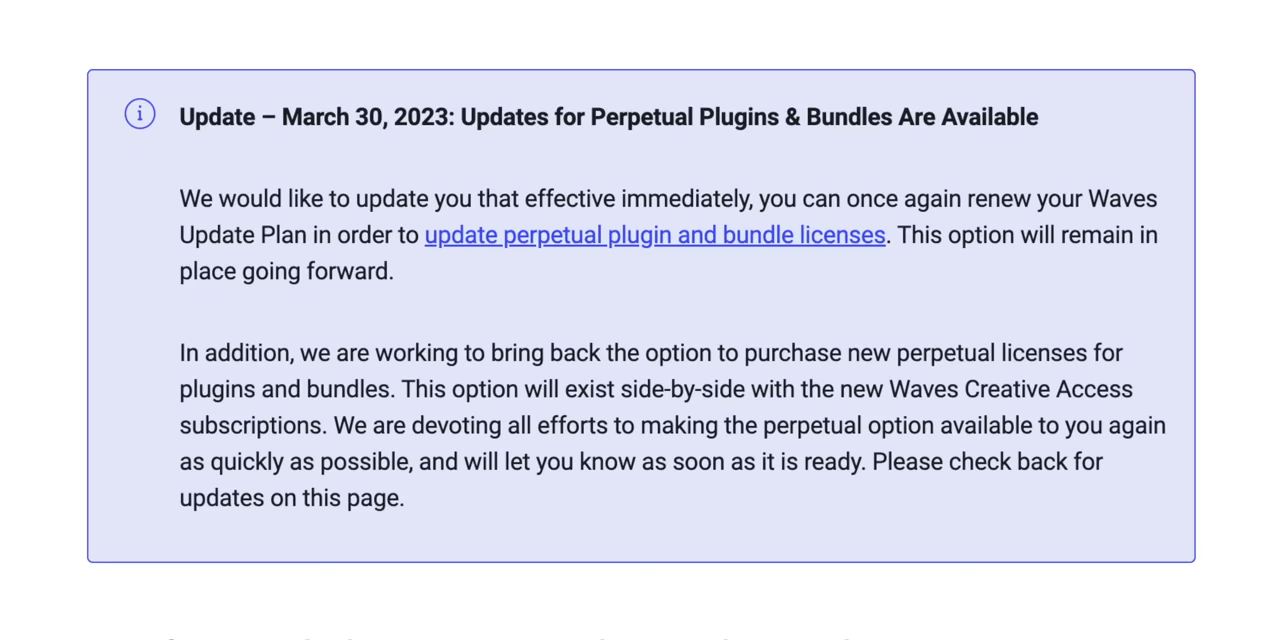 Update – March 30, 2023: Updates for Perpetual Plugins & Bundles Are Available
We would like to update you that effective immediately, you can once again renew your Waves
Update Plan in order to update perpetual plugin and bundle licenses. This option will remain in
place going forward.
In addition, we are working to bring back the option to purchase new perpetual licenses for
plugins and bundles. This option will exist side-by-side with the new Waves Creative Access
subscriptions. We are devoting all efforts to making the perpetual option available to you again
as quickly as possible, and will let you know as soon as it is ready. Please check back for
updates on this page.